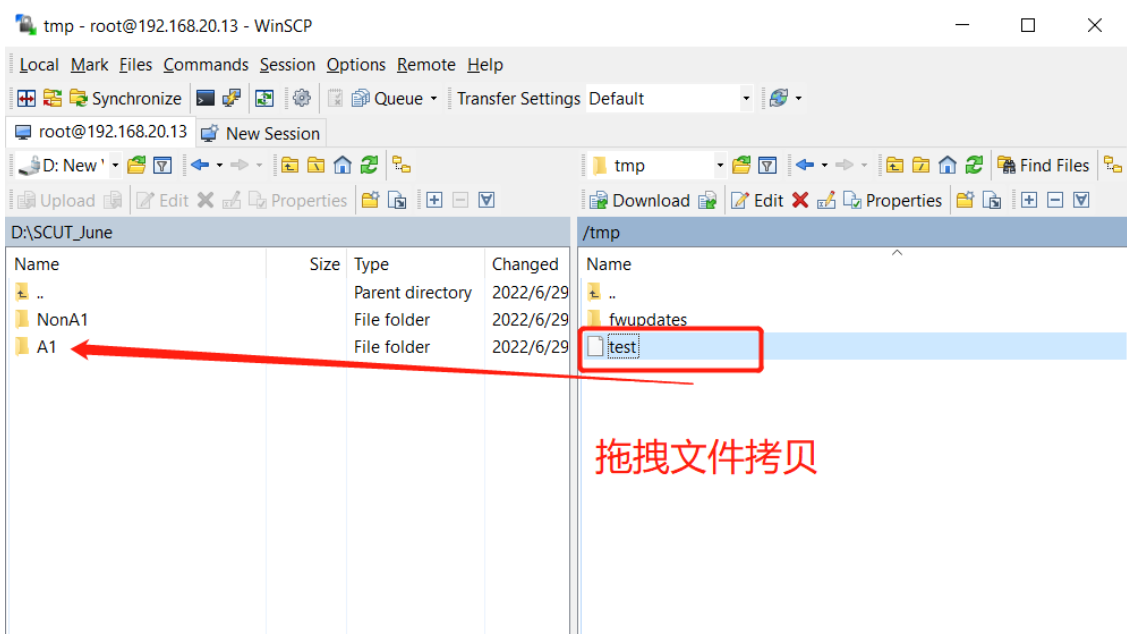 tmp - root@192.168.20.13 - WinSCP
Local Mark Files Commands Session Options Remote Help
Synchronize Queue Transfer Settings Default
root@192.168.20.13 New Session
D: New tmp Find Files
Upload Edit Properties Download Edit Properties
D:\SCUT_June /tmp
Name Size Type Changed Name
.. Parent directory 2022/6/29 ..
NonA1 File folder 2022/6/29 fwupdates
A1 File folder 2022/6/29 test
拖拽文件拷贝